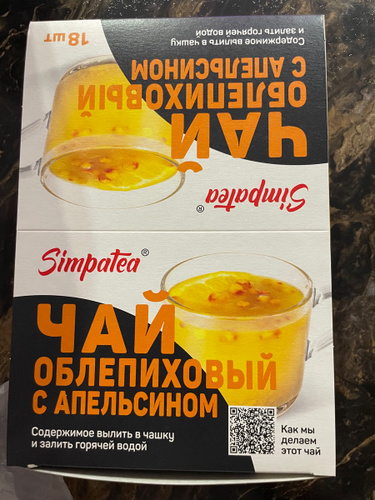 18 шт
Содержимое вылить в чашку
и залить горячей водой
ЧАЙ
ОБЛЕПИХОВЫЙ
С АПЕЛЬСИНОМ
Simpatea®
Simpatea®
ЧАЙ
ОБЛЕПИХОВЫЙ
С АПЕЛЬСИНОМ
Содержимое вылить в чашку
и залить горячей водой
Как мы
делаем
этот чай